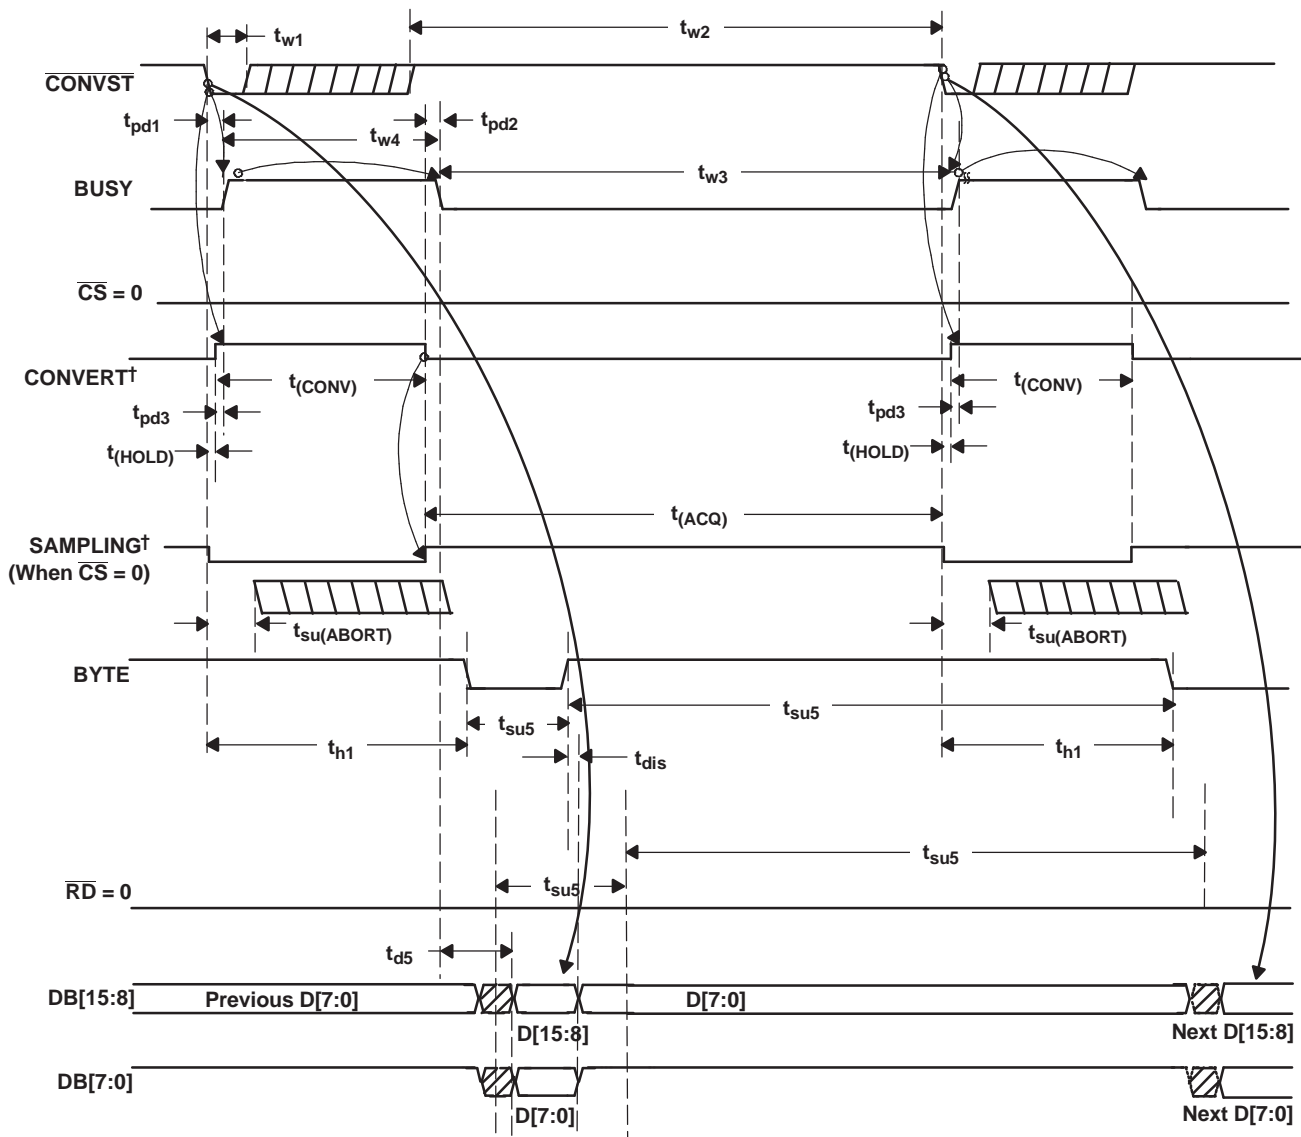 tw1
tw2
CONVST
tpd1
tw4
tpd2
tw3
BUSY
CS = 0
CONVERT†
t(CONV)
t(CONV)
tpd3
tpd3
t(HOLD)
t(HOLD)
t(ACQ)
SAMPLING†
(When CS = 0)
tsu(ABORT)
tsu(ABORT)
BYTE
tsu5
tsu5
th1
tdis
th1
tsu5
tsu5
RD = 0
td5
DB[15:8]
Previous D[7:0]
D[7:0]
D[15:8]
Next D[15:8]
DB[7:0]
D[7:0]
Next D[7:0]